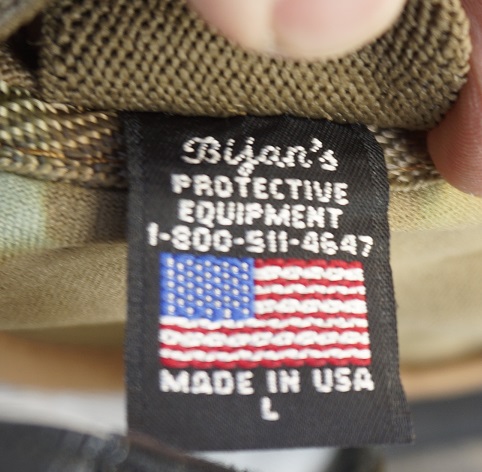 Bijan's
PROTECTIVE
EQUIPMENT
1-800-511-4647
MADE IN USA
L